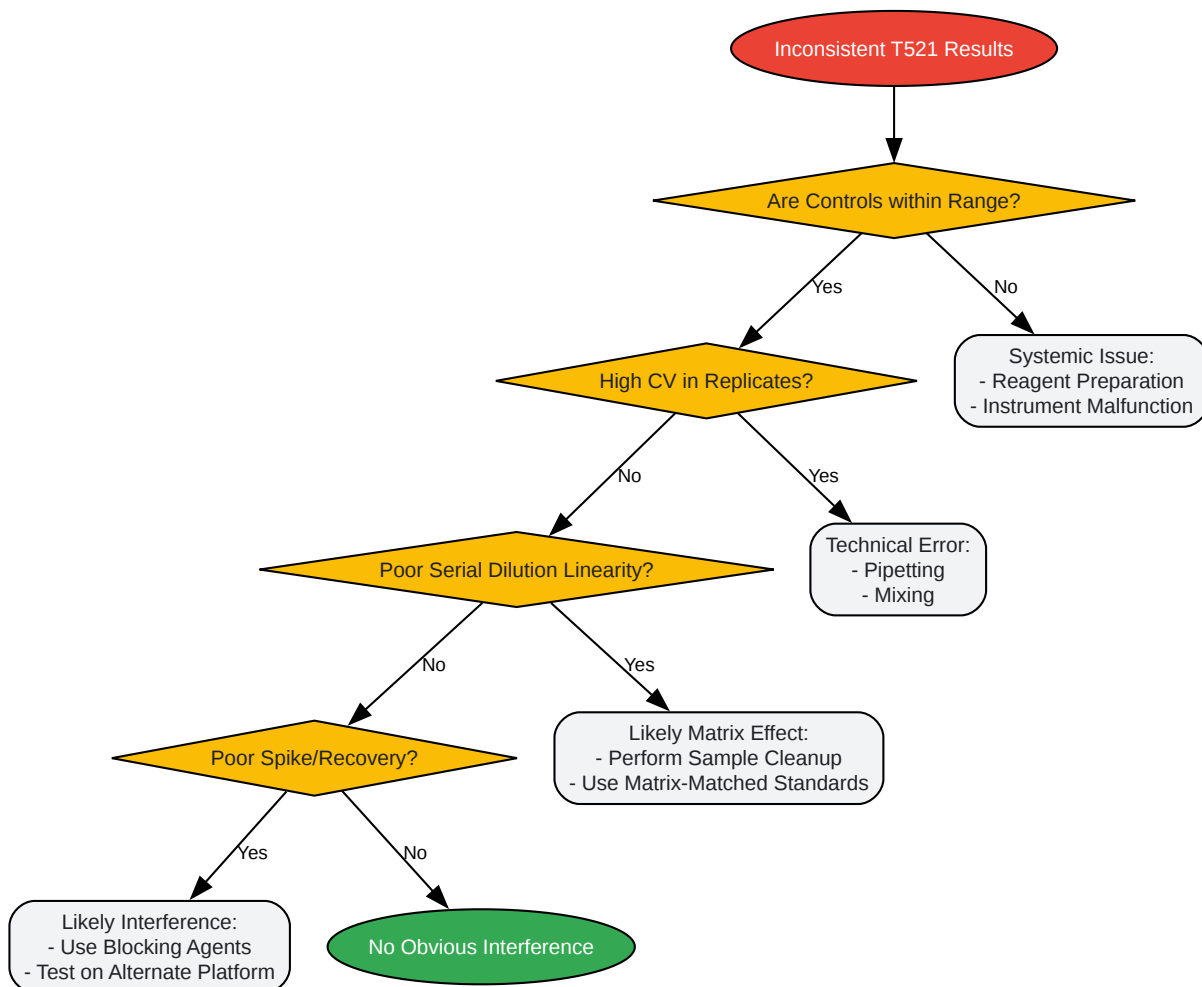 Inconsistent T521 Results
Are Controls within Range?
Yes
No
Systemic Issue:
- Reagent Preparation
- Instrument Malfunction
High CV in Replicates?
No
Yes
Technical Error:
- Pipetting
- Mixing
Poor Serial Dilution Linearity?
No
Yes
Likely Matrix Effect:
- Perform Sample Cleanup
- Use Matrix-Matched Standards
Poor Spike/Recovery?
Yes
No
Likely Interference:
- Use Blocking Agents
- Test on Alternate Platform
No Obvious Interference